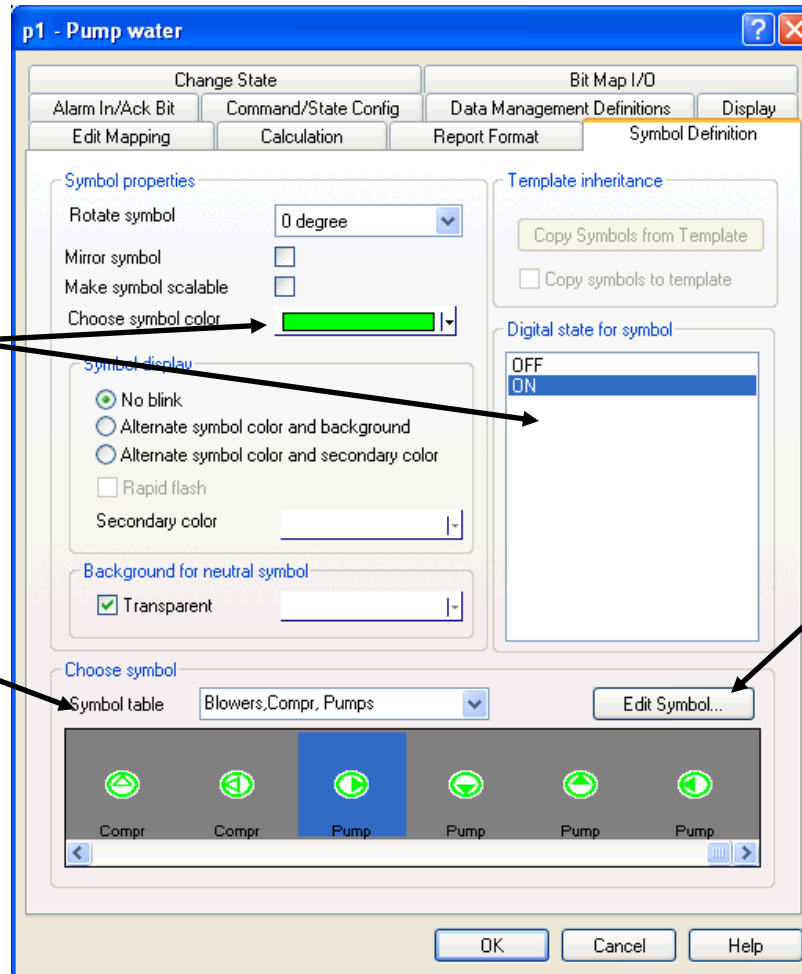 p1 - Pump water
Change State
Bit Map I/O
Alarm In/Ack Bit
Command/State Config
Data Management Definitions
Display
Edit Mapping
Calculation
Report Format
Symbol Definition
Symbol properties
Rotate symbol
0 degree
Mirror symbol
Make symbol scalable
Choose symbol color
Symbol display
No blink
Alternate symbol color and background
Alternate symbol color and secondary color
Rapid flash
Secondary color
Background for neutral symbol
Transparent
Template inheritance
Copy Symbols from Template
Copy symbols to template
Digital state for symbol
OFF
ON
Choose symbol
Symbol table
Blowers,Compr, Pumps
Edit Symbol...
Compr
Compr
Pump
Pump
Pump
Pump
OK
Cancel
Help